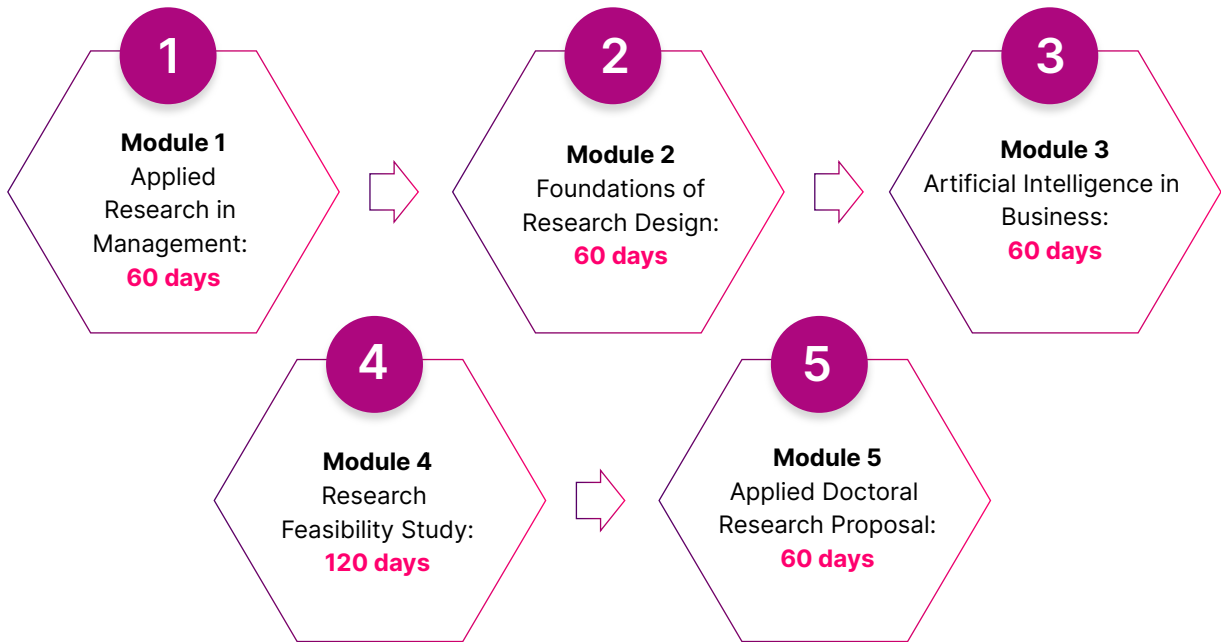 1
Module 1
Applied
Research in
Management:
60 days
2
Module 2
Foundations of
Research Design:
60 days
3
Module 3
Artificial Intelligence in
Business:
60 days
4
Module 4
Research
Feasibility Study:
120 days
5
Module 5
Applied Doctoral
Research Proposal:
60 days